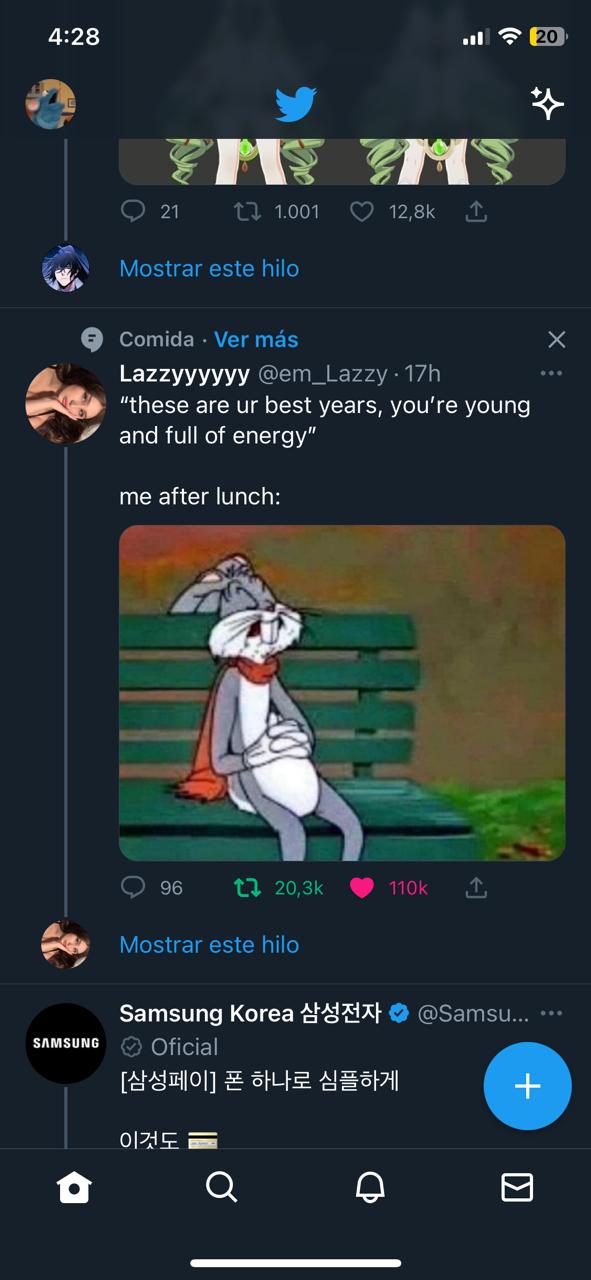 4:28
20
21 1.001 12,8k
Mostrar este hilo
Comida · Ver más
Lazzyyyyyy @em_Lazzy · 17h
“these are ur best years, you’re young
and full of energy”
me after lunch:
96 20,3k 110k
Mostrar este hilo
Samsung Korea 삼성전자 @Samsu...
SAMSUNG
Oficial
[삼성페이] 폰 하나로 심플하게
이것도 💳